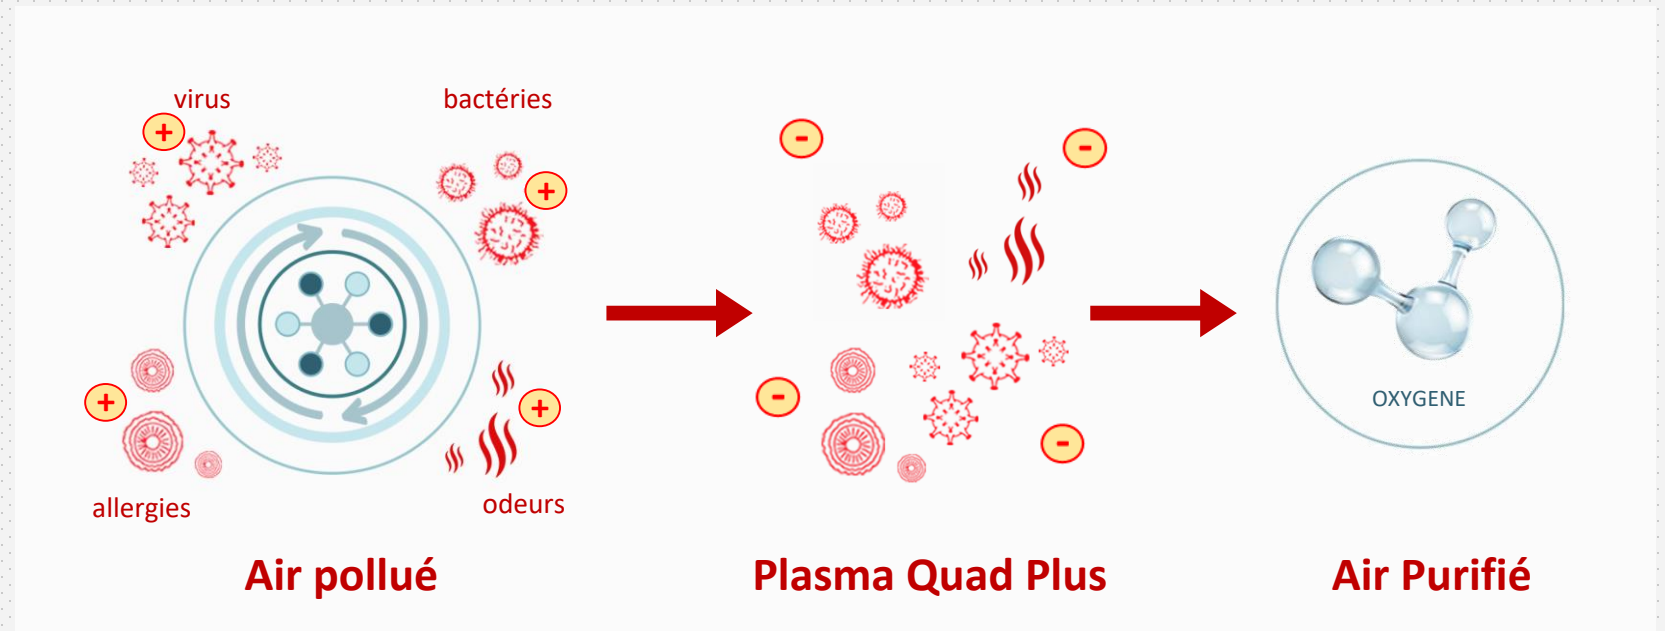 virus
bactéries
+
+
-
-
+
+
-
-
allergies
odeurs
OXYGENE
Air pollué
Plasma Quad Plus
Air Purifié